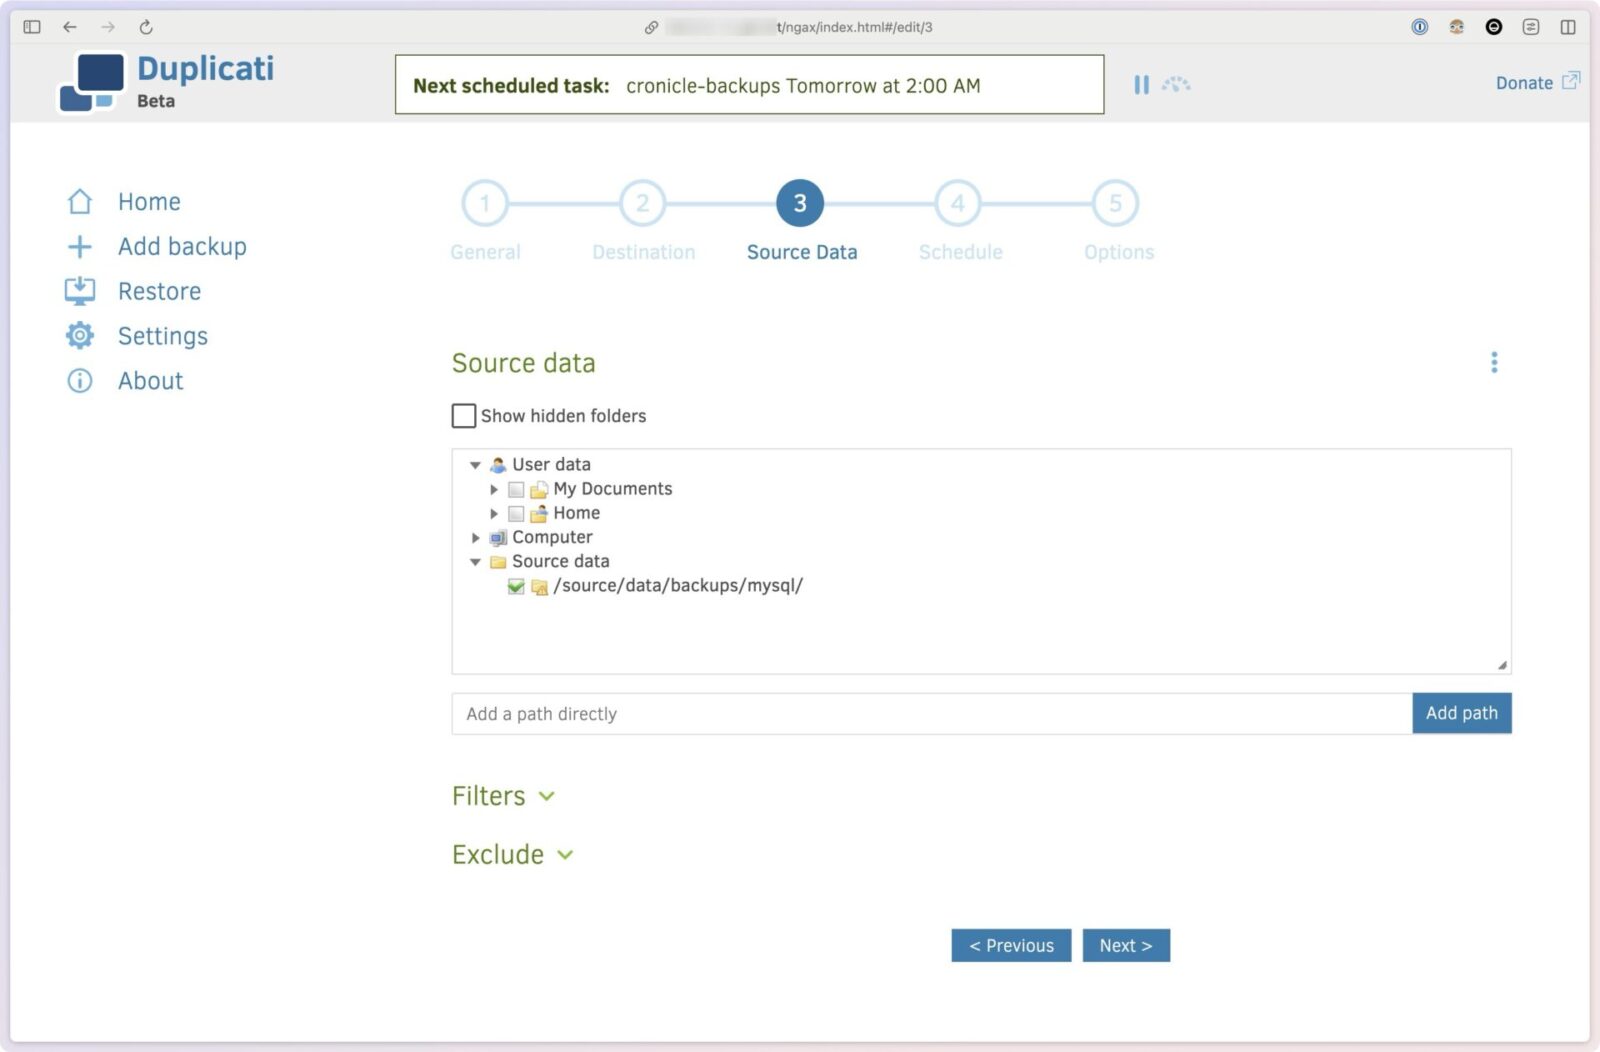 t/ngax/index.html#/edit/3
Duplicati
Beta
Next scheduled task: cronicle-backups Tomorrow at 2:00 AM
Donate
Home
Add backup
Restore
Settings
About
1 2 3 4 5
General Destination Source Data Schedule Options
Source data
Show hidden folders
User data
My Documents
Home
Computer
Source data
/source/data/backups/mysql/
Add a path directly
Add path
Filters
Exclude
< Previous
Next >